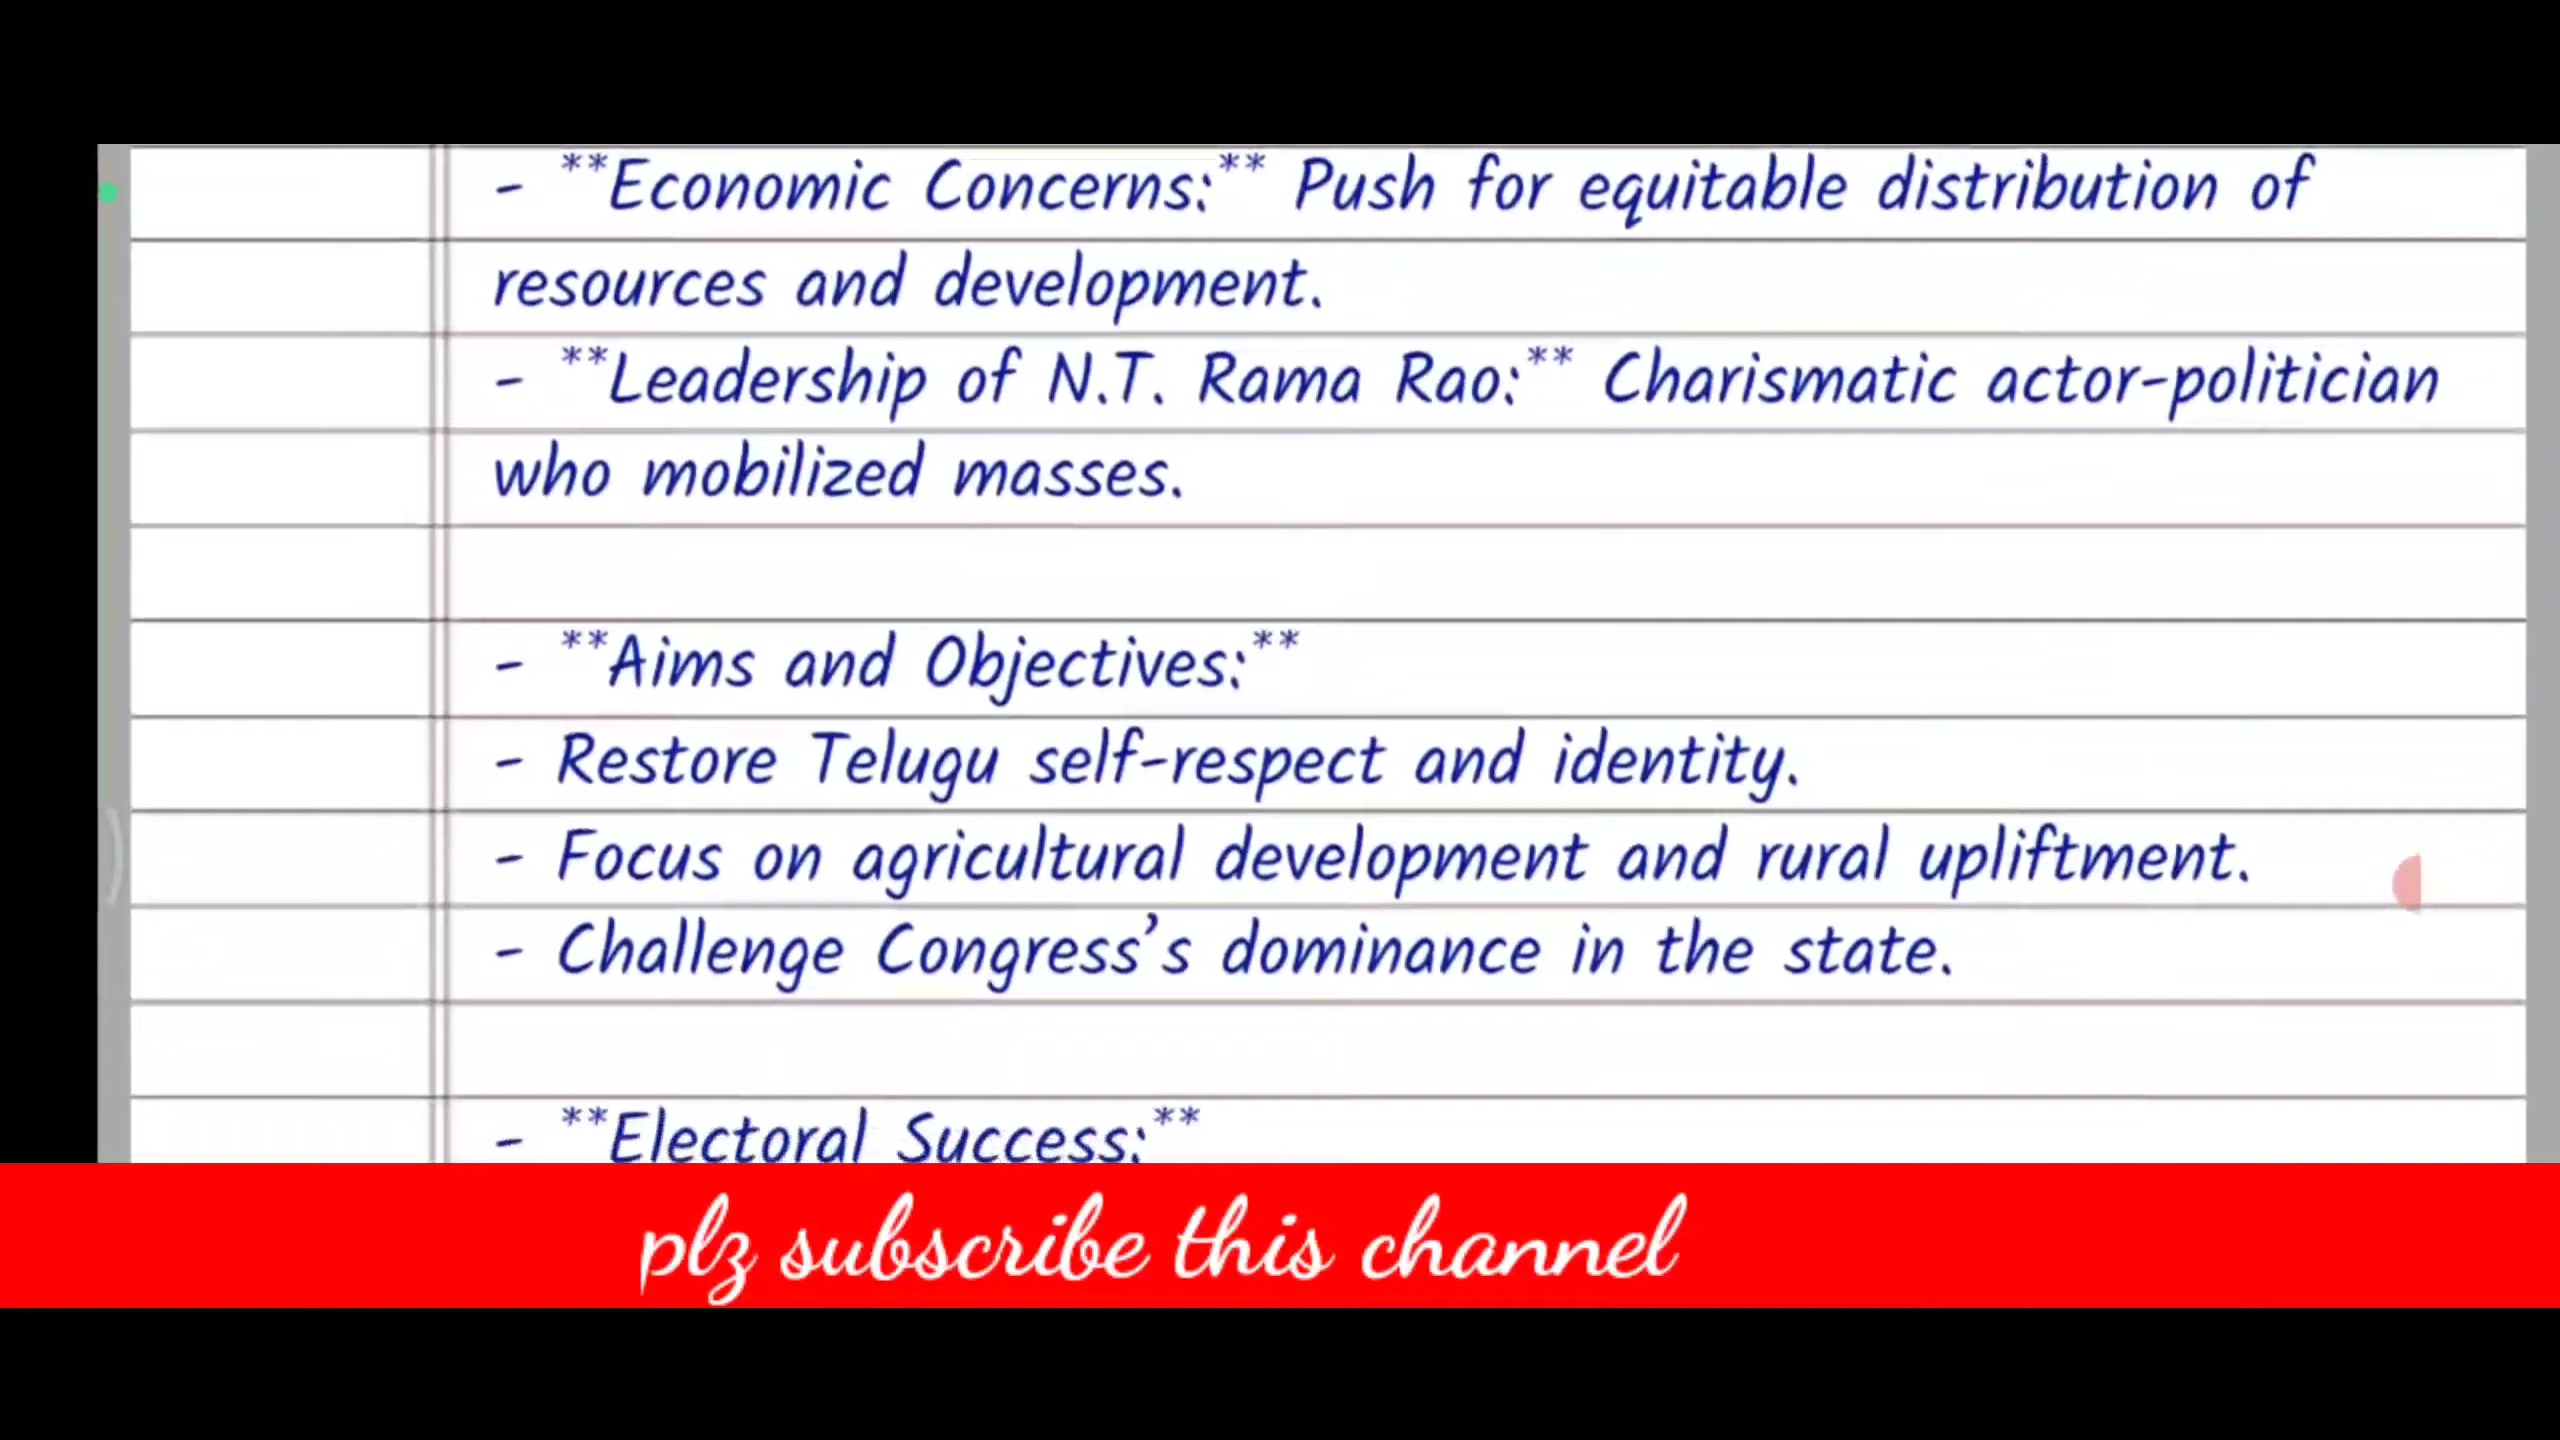 - **Economic Concerns:** Push for equitable distribution of
resources and development.
- **Leadership of N.T. Rama Rao:** Charismatic actor-politician
who mobilized masses.
- **Aims and Objectives:**
- Restore Telugu self-respect and identity.
- Focus on agricultural development and rural upliftment.
- Challenge Congress’s dominance in the state.
- **Electoral Success:**
plz subscribe this channel